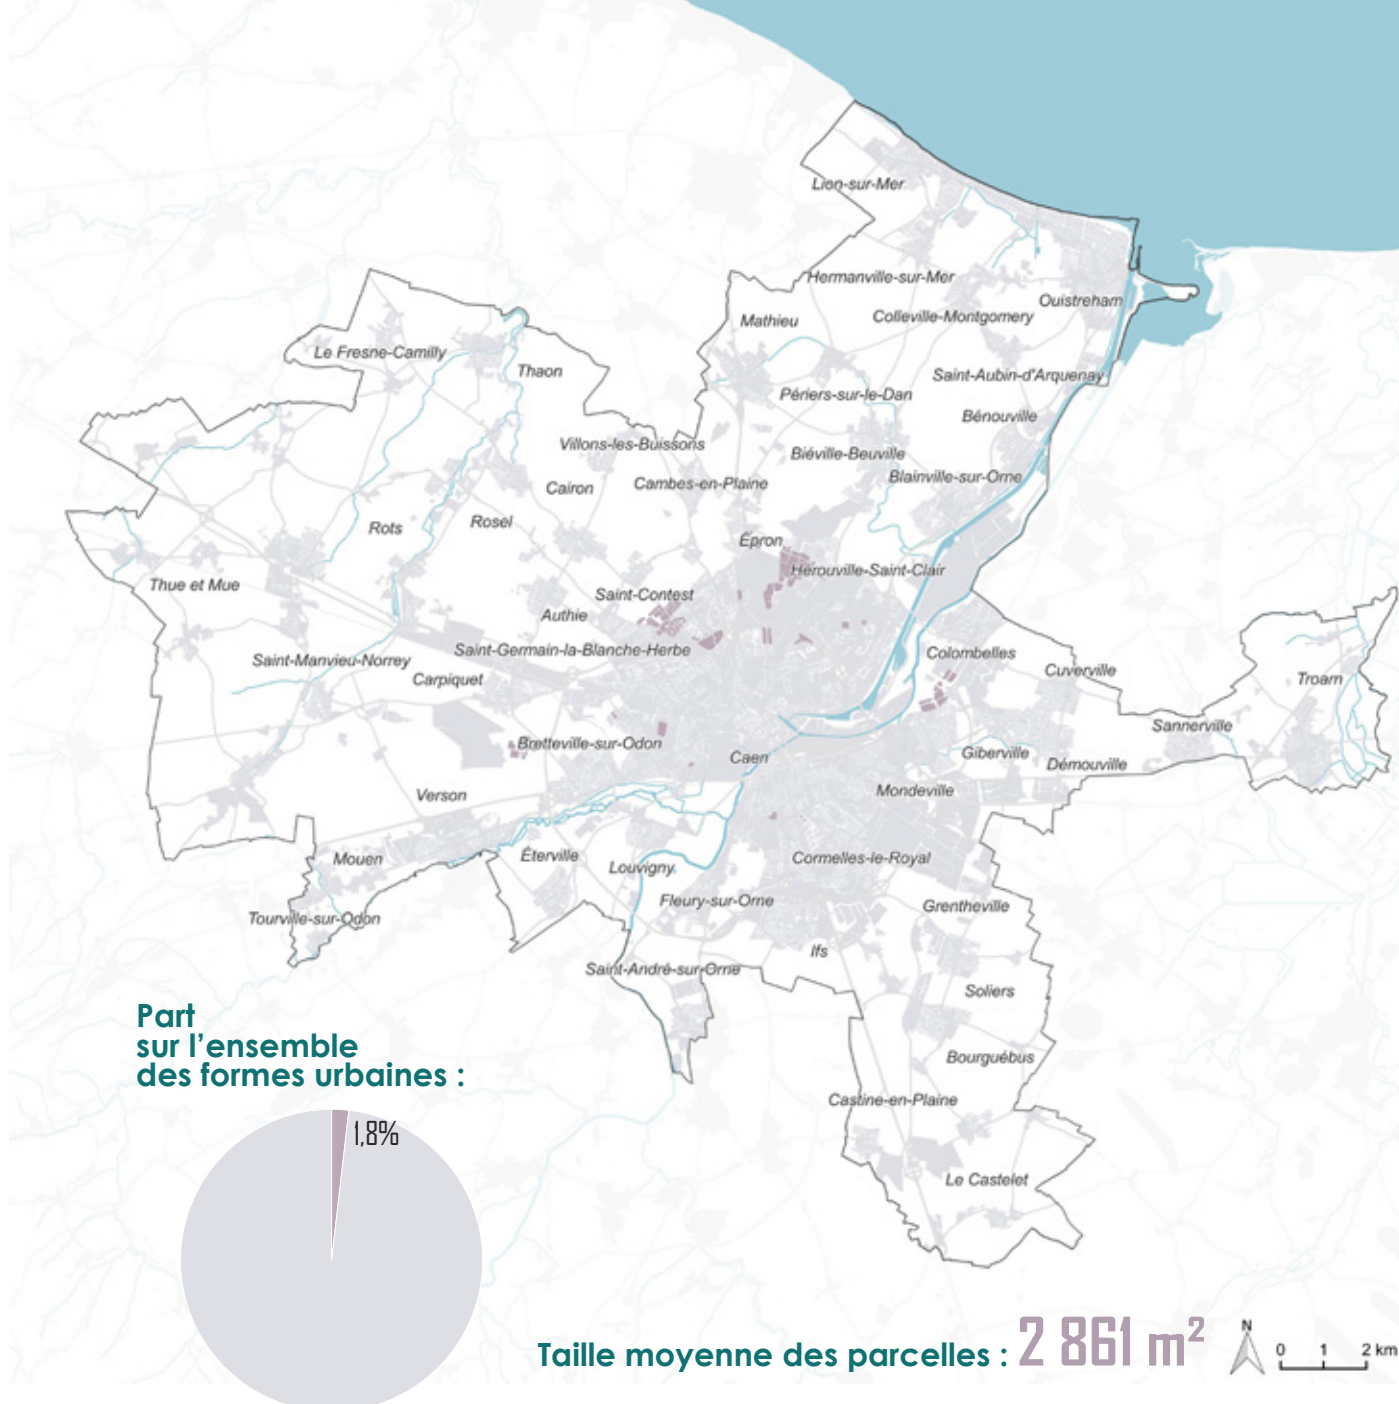 Lion-sur-Mer
Hermanville-sur-Mer
Ouistreham
Mathieu
Colleville-Montgomery
Le Fresne-Camilly
Thaon
Saint-Aubin-d'Arquenay
Périers-sur-le-Dan
Bénouville
Villons-les-Buissons
Biéville-Beuville
Cairon
Cambes-en-Plaine
Blainville-sur-Orne
Rots
Rosel
Épron
Hérouville-Saint-Clair
Thue et Mue
Saint-Contest
Authie
Saint-Germain-la-Blanche-Herbe
Colombelles
Saint-Manvieu-Norrey
Carpiquet
Cuverville
Troarn
Sannerville
Bretteville-sur-Odon
Caen
Giberville
Démouville
Verson
Mondeville
Mouen
Éterville
Louvigny
Cormelles-le-Royal
Fleury-sur-Orne
Grentheville
Tourville-sur-Odon
Ifs
Saint-André-sur-Orne
Soliers
Bourguébus
Castine-en-Plaine
Le Castelet
Part
sur l’ensemble
des formes urbaines :
1,8%
Taille moyenne des parcelles : 2 861 m²
N
0 1 2 km